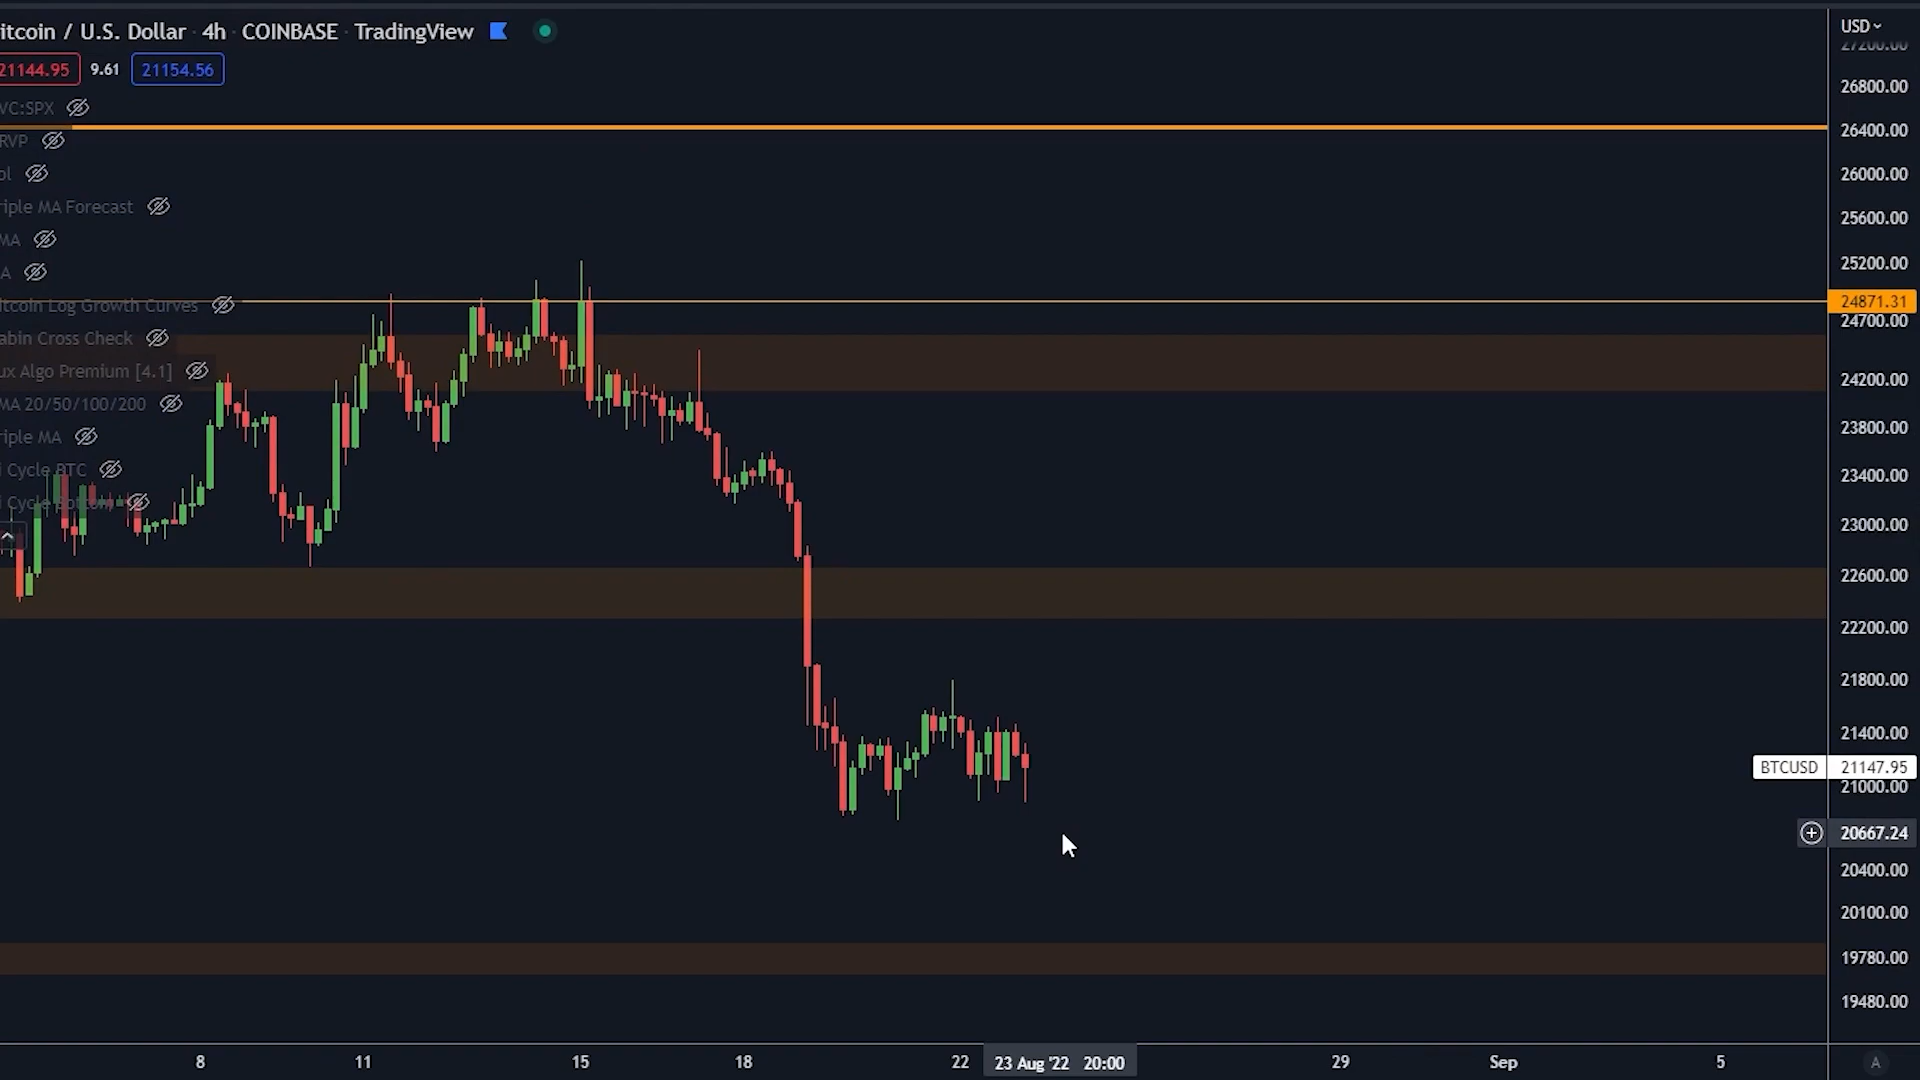 itcoin / U.S. Dollar · 4h · COINBASE · TradingView
21144.95 9.61 21154.56
VC:SPX
RVP
ol
riple MA Forecast
MA
A
itcoin Log Growth Curves
abin Cross Check
ux Algo Premium [4.1]
MA 20/50/100/200
riple MA
i Cycle BTC
i Cycle Bottom
USD
27200.00
26800.00
26400.00
26000.00
25600.00
25200.00
24871.31
24700.00
24200.00
23800.00
23400.00
23000.00
22600.00
22200.00
21800.00
21400.00
BTCUSD 21147.95
21000.00
20667.24
20400.00
20100.00
19780.00
19480.00
8 11 15 18 22 23 Aug '22 20:00 29 Sep 5 A